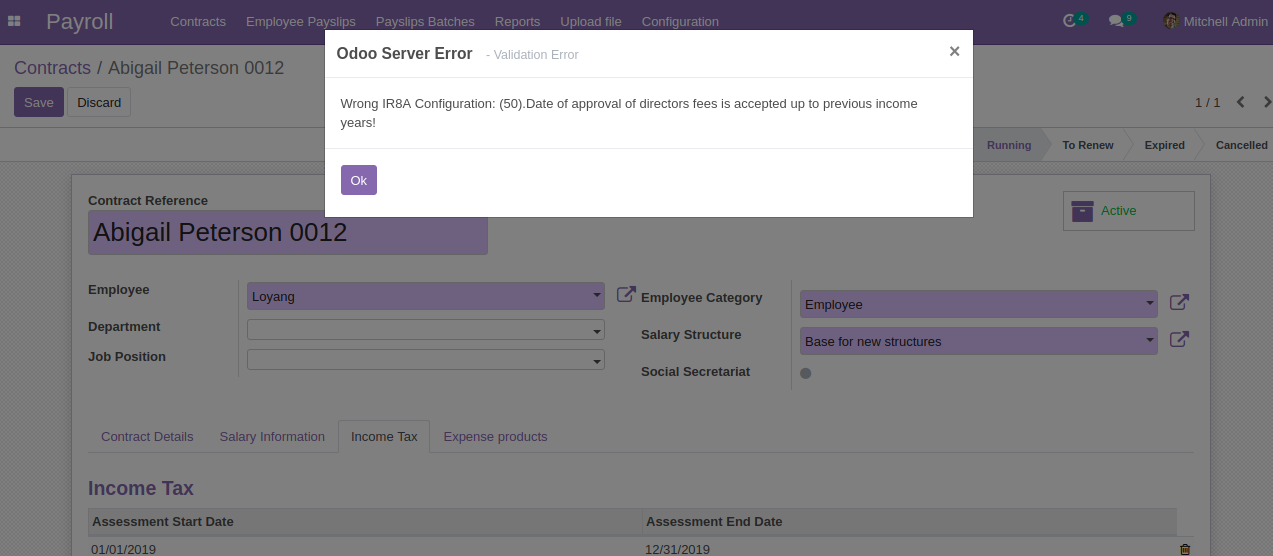 Payroll Contracts Employee Payslips Payslips Batches Reports Upload file Configuration 4 9 Mitchell Admin
Odoo Server Error - Validation Error ×
Contracts / Abigail Peterson 0012
Save Discard
1 / 1
Wrong IR8A Configuration: (50).Date of approval of directors fees is accepted up to previous income
years!
Running To Renew Expired Cancelled
Ok
Contract Reference
Abigail Peterson 0012
Active
Employee Loyang
Employee Category Employee
Department
Salary Structure Base for new structures
Job Position
Social Secretariat
Contract Details Salary Information Income Tax Expense products
Income Tax
Assessment Start Date Assessment End Date
01/01/2019 12/31/2019